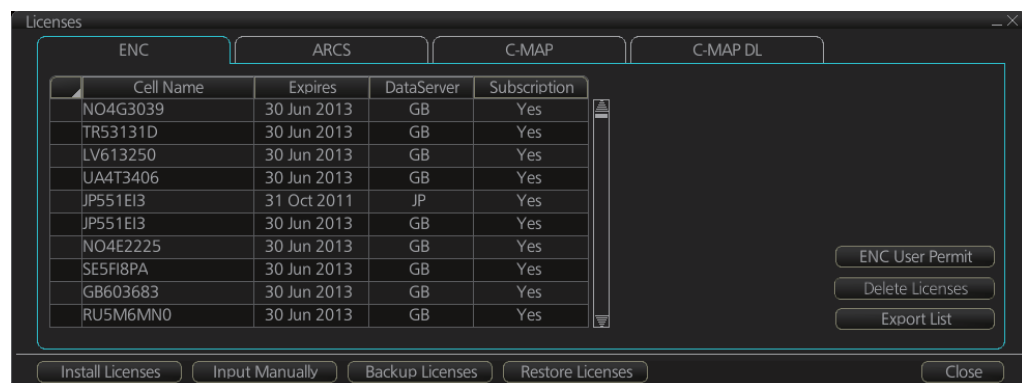 Licenses
ENC ARCS C-MAP C-MAP DL
Cell Name Expires DataServer Subscription
NO4G3039 30 Jun 2013 GB Yes
TR53131D 30 Jun 2013 GB Yes
LV613250 30 Jun 2013 GB Yes
UA4T3406 30 Jun 2013 GB Yes
JP551EI3 31 Oct 2011 JP Yes
JP551EI3 30 Jun 2013 GB Yes
NO4E2225 30 Jun 2013 GB Yes
SE5FI8PA 30 Jun 2013 GB Yes
GB603683 30 Jun 2013 GB Yes
RU5M6MN0 30 Jun 2013 GB Yes
ENC User Permit
Delete Licenses
Export List
Install Licenses Input Manually Backup Licenses Restore Licenses Close